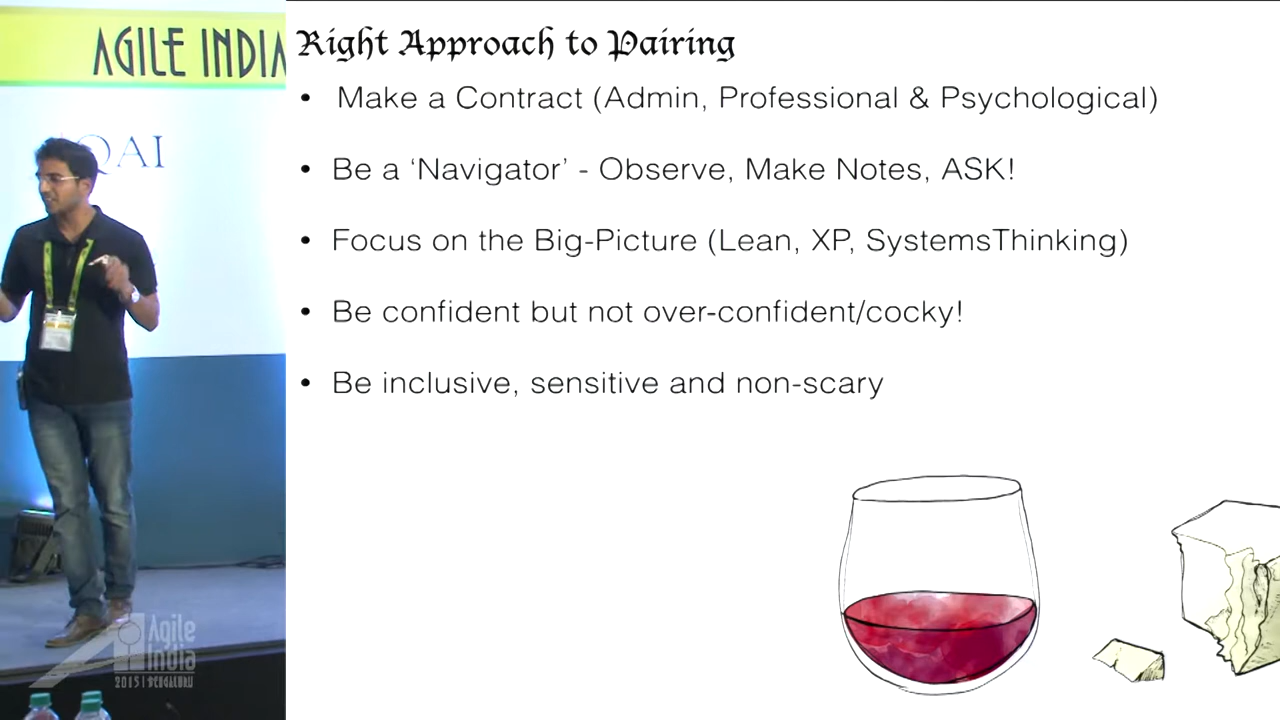 AGILE INDIA
QAI
Right Approach to Pairing
• Make a Contract (Admin, Professional & Psychological)
• Be a ‘Navigator’ - Observe, Make Notes, ASK!
• Focus on the Big-Picture (Lean, XP, SystemsThinking)
• Be confident but not over-confident/cocky!
• Be inclusive, sensitive and non-scary
Agile
India
2015 | BENGALURU